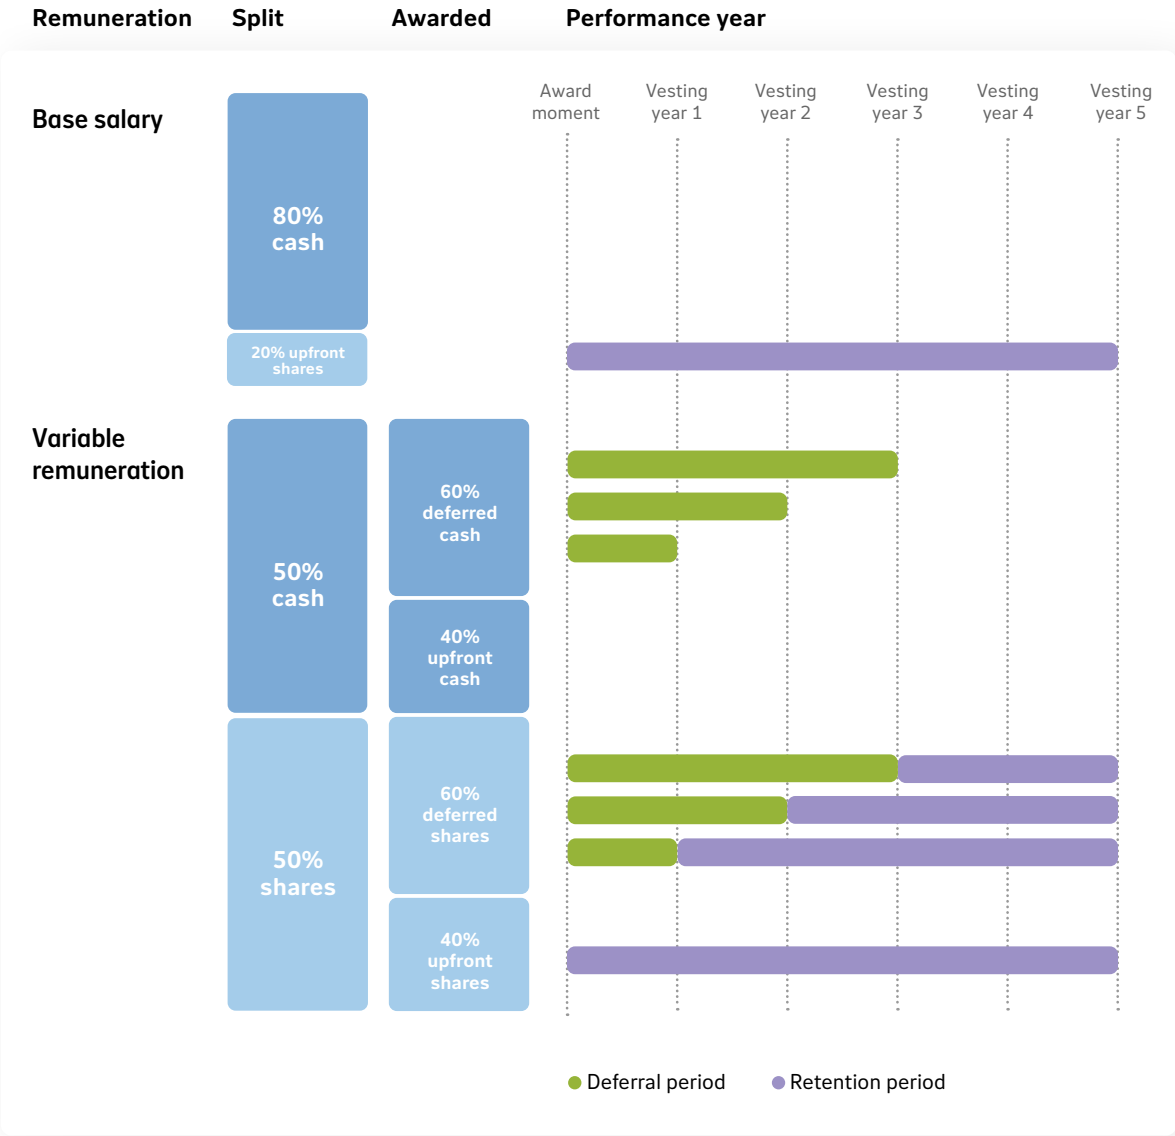 Remuneration Split Awarded Performance year
Award moment
Vesting year 1
Vesting year 2
Vesting year 3
Vesting year 4
Vesting year 5
Base salary
80%
cash
20% upfront
shares
Variable
remuneration
50%
cash
60%
deferred
cash
40%
upfront
cash
50%
shares
60%
deferred
shares
40%
upfront
shares
Deferral period Retention period